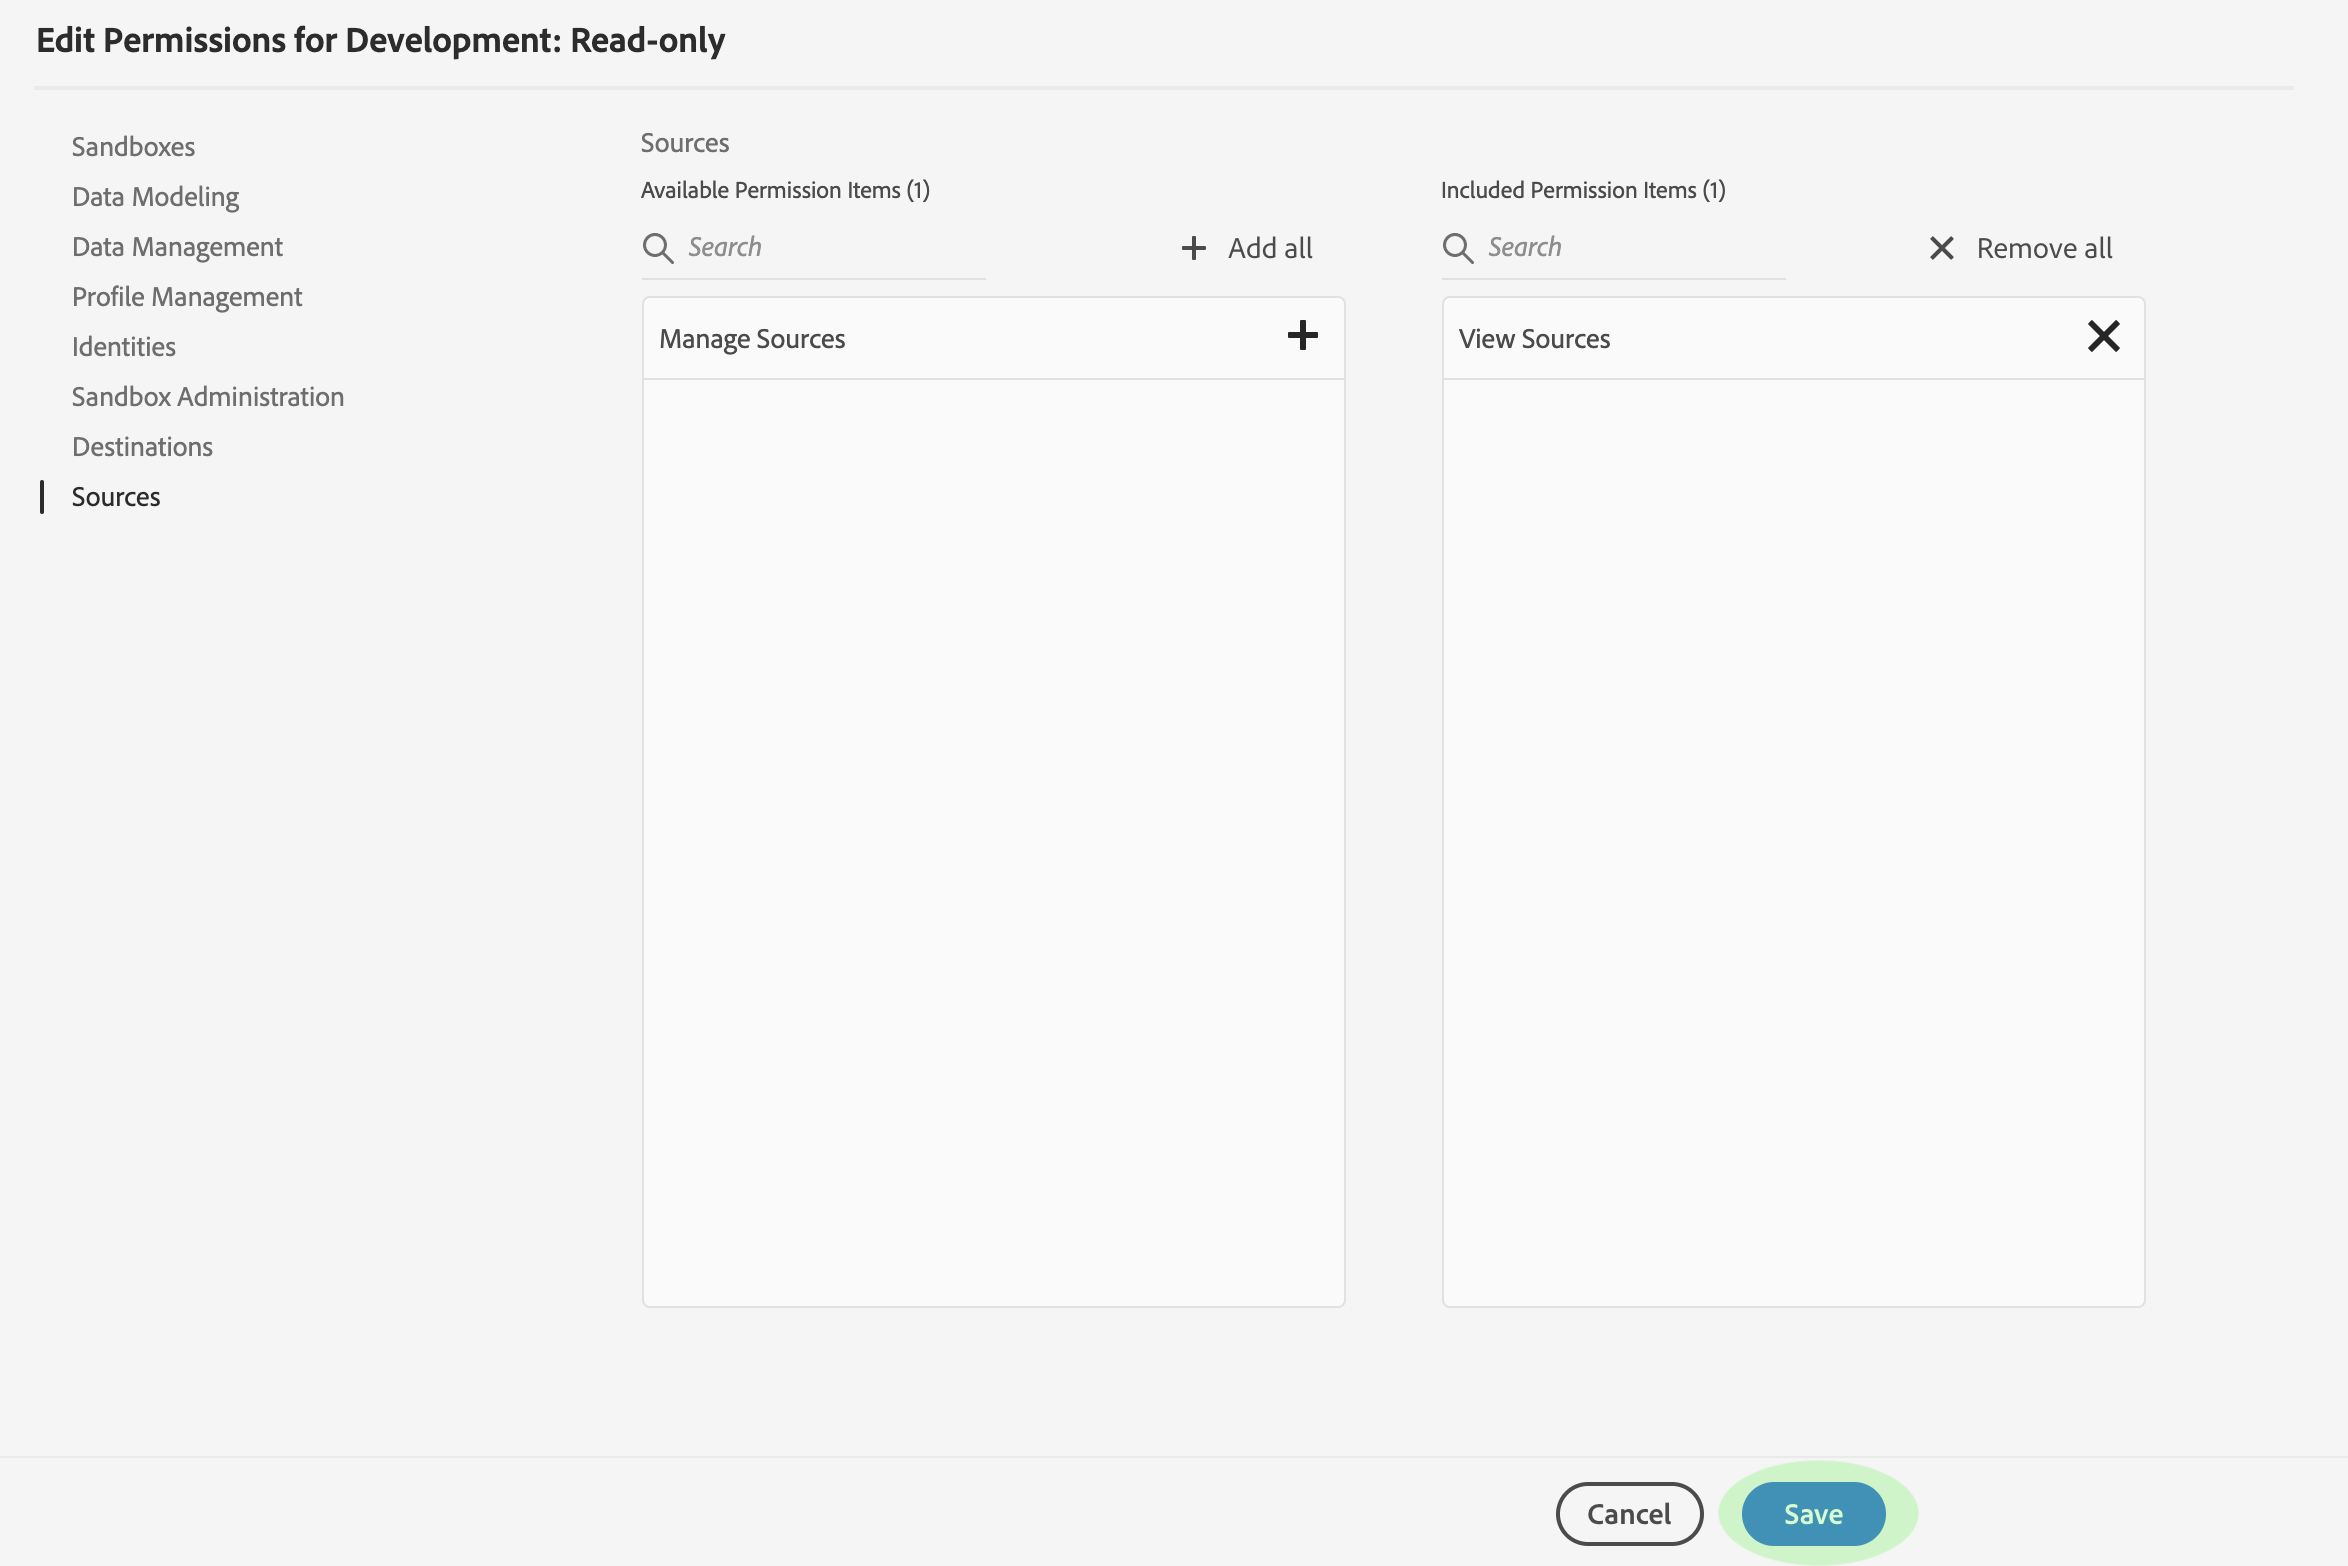 Edit Permissions for Development: Read-only
Sandboxes
Data Modeling
Data Management
Profile Management
Identities
Sandbox Administration
Destinations
Sources
Sources
Available Permission Items (1)
Search
Add all
Manage Sources
Included Permission Items (1)
Search
Remove all
View Sources
Cancel
Save